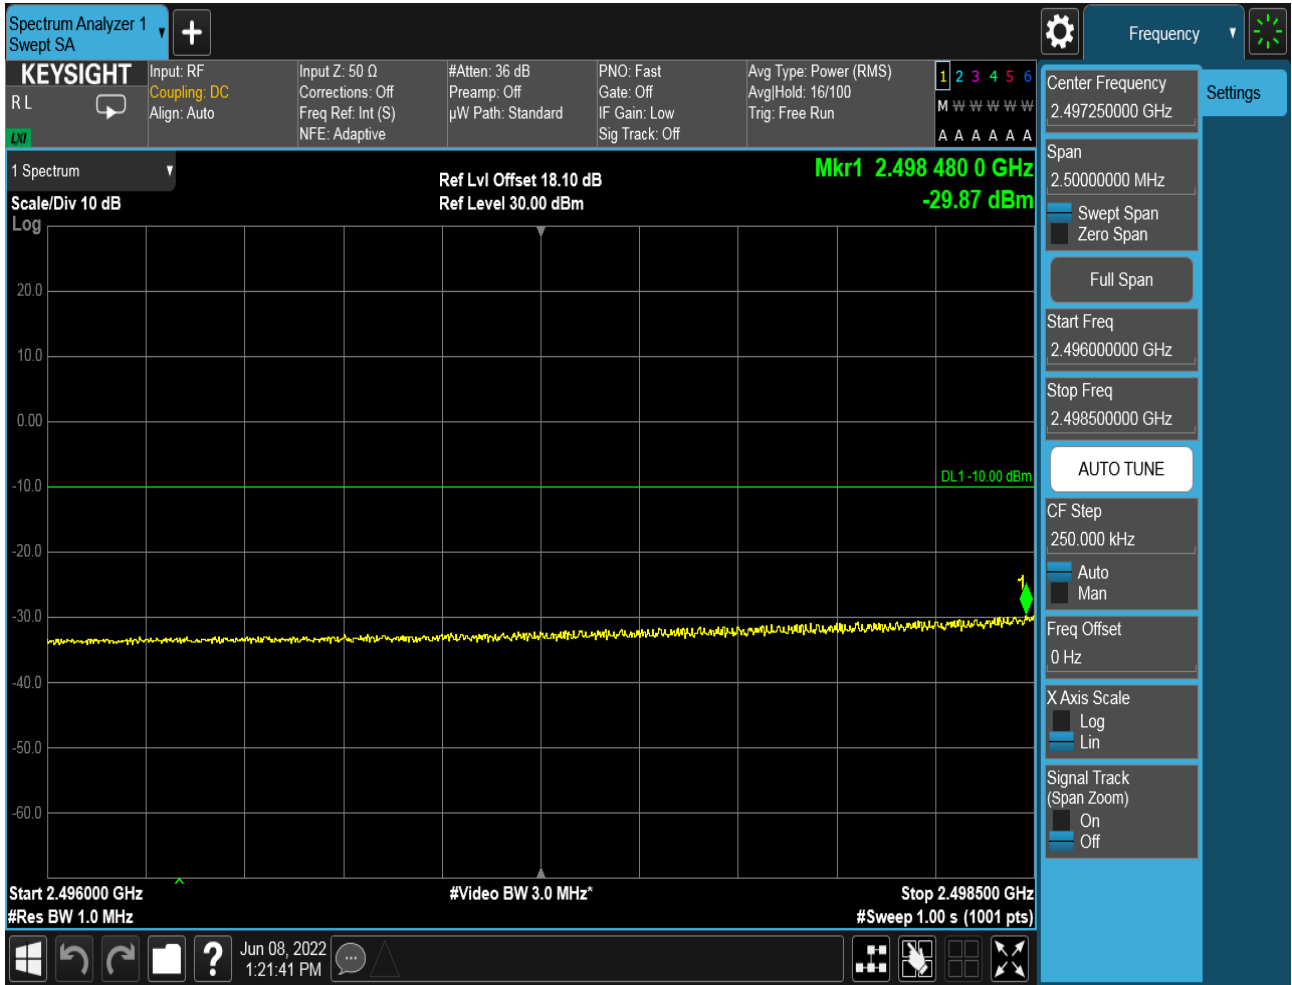 Spectrum Analyzer 1
Swept SA
Frequency
KEYSIGHT
R L
LXI
Input: RF
Coupling: DC
Align: Auto
Input Z: 50 Ω
Corrections: Off
Freq Ref: Int (S)
NFE: Adaptive
#Atten: 36 dB
Preamp: Off
µW Path: Standard
PNO: Fast
Gate: Off
IF Gain: Low
Sig Track: Off
Avg Type: Power (RMS)
Avg|Hold: 16/100
Trig: Free Run
1 2 3 4 5 6
M W W W W W
A A A A A A
1 Spectrum
Scale/Div 10 dB
Log
Ref Lvl Offset 18.10 dB
Ref Level 30.00 dBm
Mkr1 2.498 480 0 GHz
-29.87 dBm
20.0
10.0
0.00
-10.0
-20.0
-30.0
-40.0
-50.0
-60.0
DL1 -10.00 dBm
1
Start 2.496000 GHz
#Res BW 1.0 MHz
#Video BW 3.0 MHz*
Stop 2.498500 GHz
#Sweep 1.00 s (1001 pts)
Center Frequency
2.497250000 GHz
Span
2.50000000 MHz
Swept Span
Zero Span
Full Span
Start Freq
2.496000000 GHz
Stop Freq
2.498500000 GHz
AUTO TUNE
CF Step
250.000 kHz
Auto
Man
Freq Offset
0 Hz
X Axis Scale
Log
Lin
Signal Track
(Span Zoom)
On
Off
Settings
?
Jun 08, 2022
1:21:41 PM